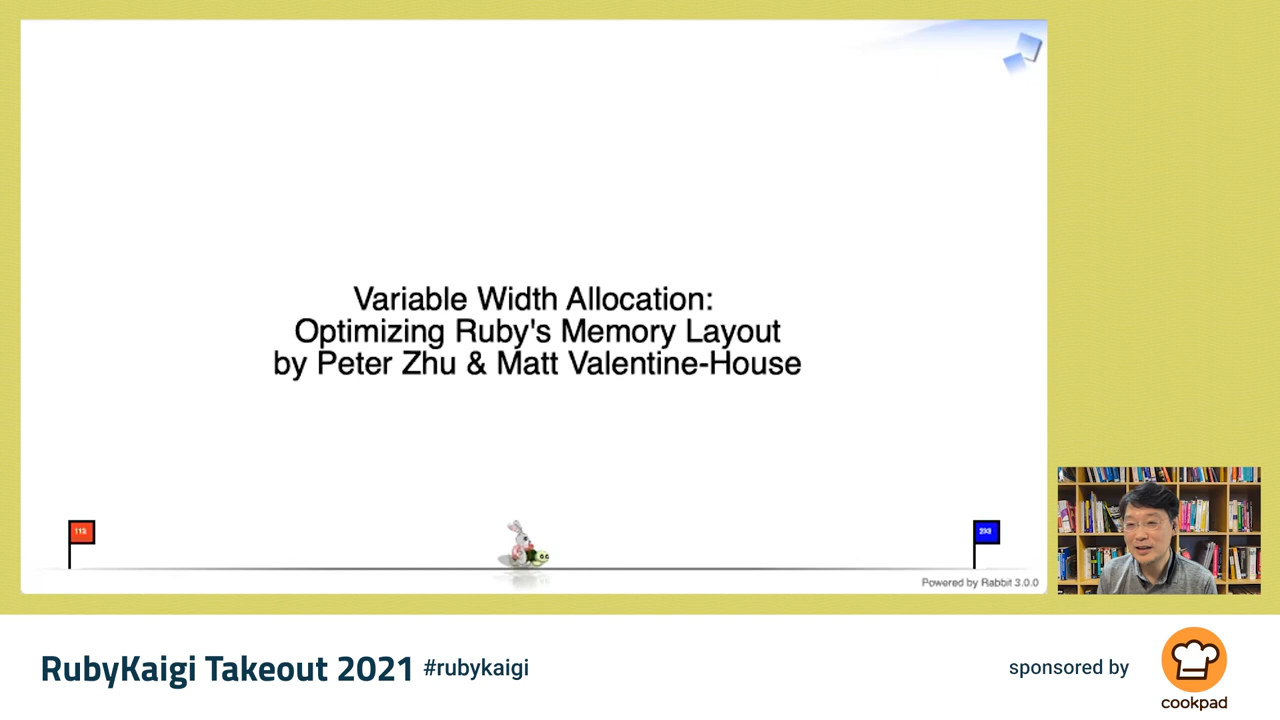 Variable Width Allocation:
Optimizing Ruby's Memory Layout
by Peter Zhu & Matt Valentine-House
113
Powered by Rabbit 3.0.0
RubyKaigi Takeout 2021 #rubykaigi
sponsored by
cookpad